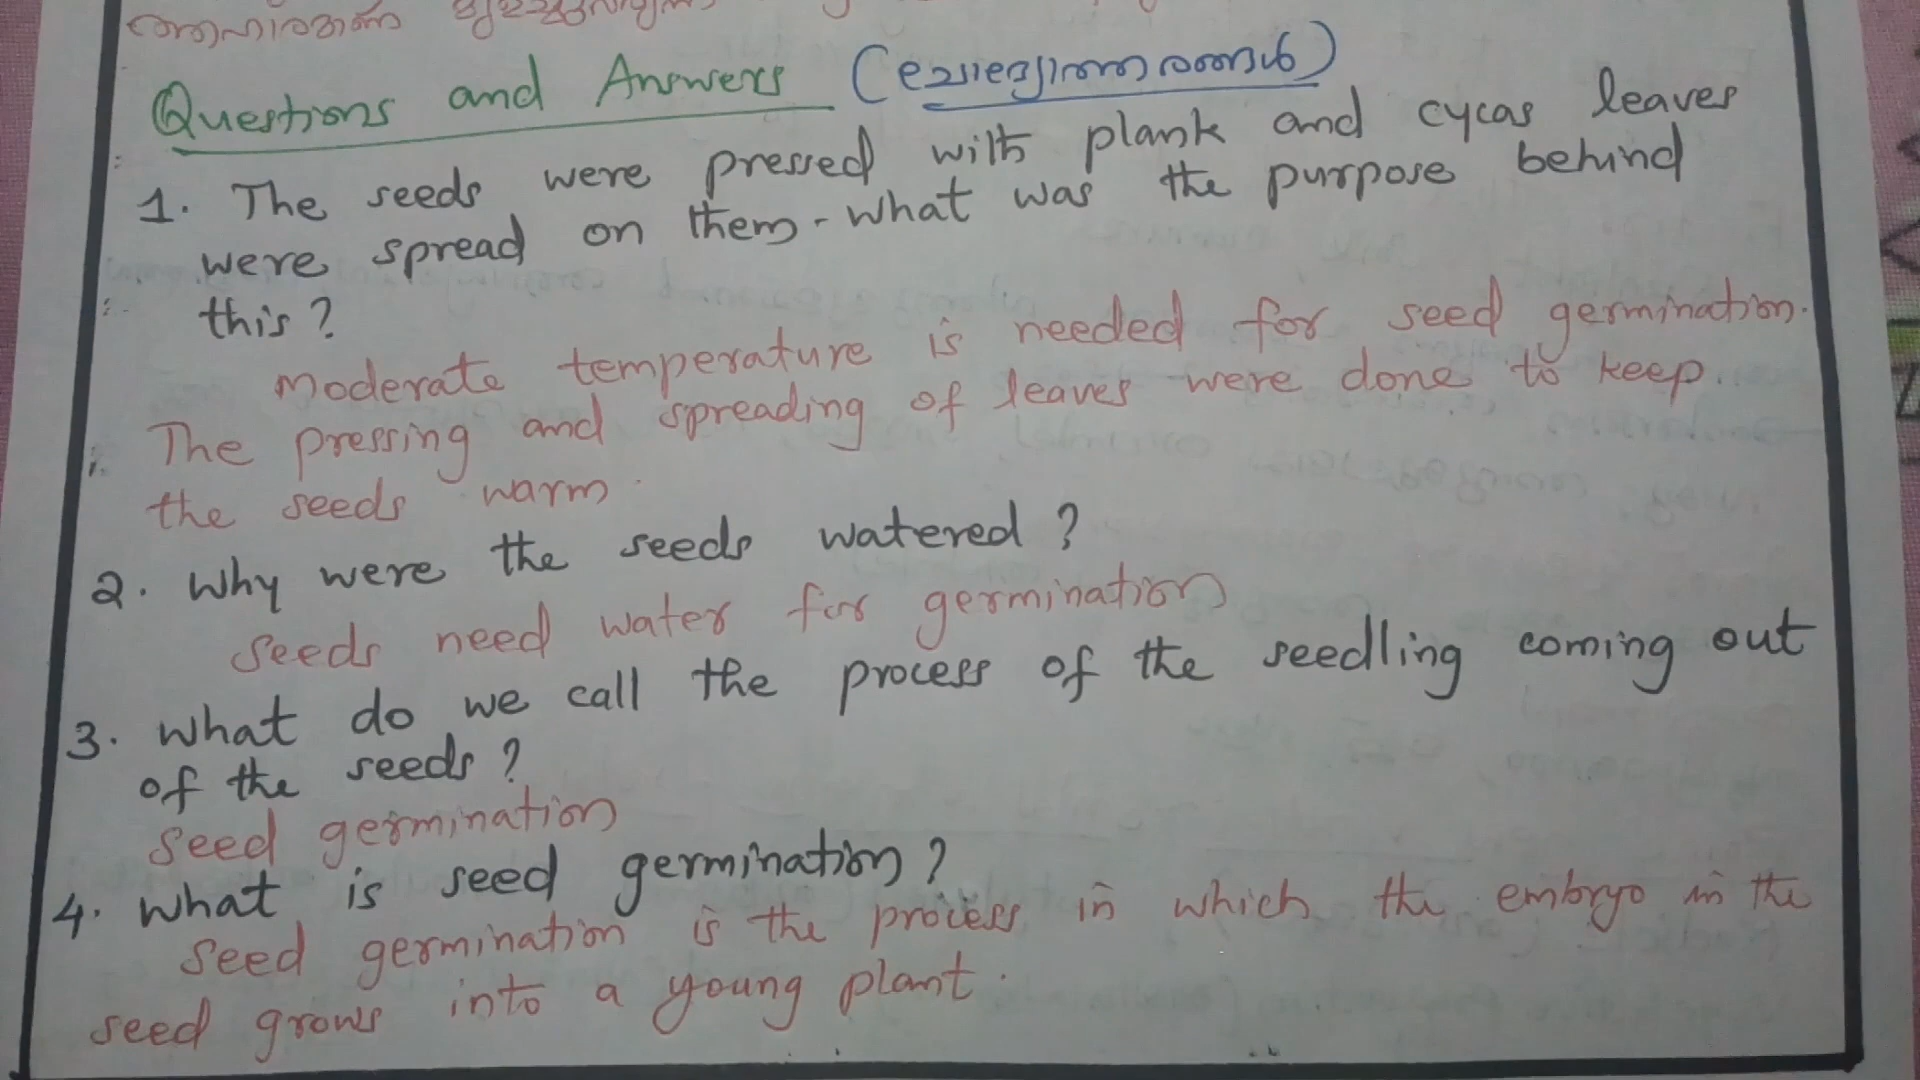 Questions and Answers (ചോദ്യോത്തരങ്ങൾ)
1. The seeds were pressed with plank and cycas leaves
were spread on them - what was the purpose behind
this?
Moderate temperature is needed for seed germination.
The pressing and spreading of leaves were done to keep
the seeds warm.
2. Why were the seeds watered?
Seeds need water for germination
3. What do we call the process of the seedling coming out
of the seeds?
Seed germination
4. What is seed germination?
Seed germination is the process in which the embryo in the
seed grows into a young plant.